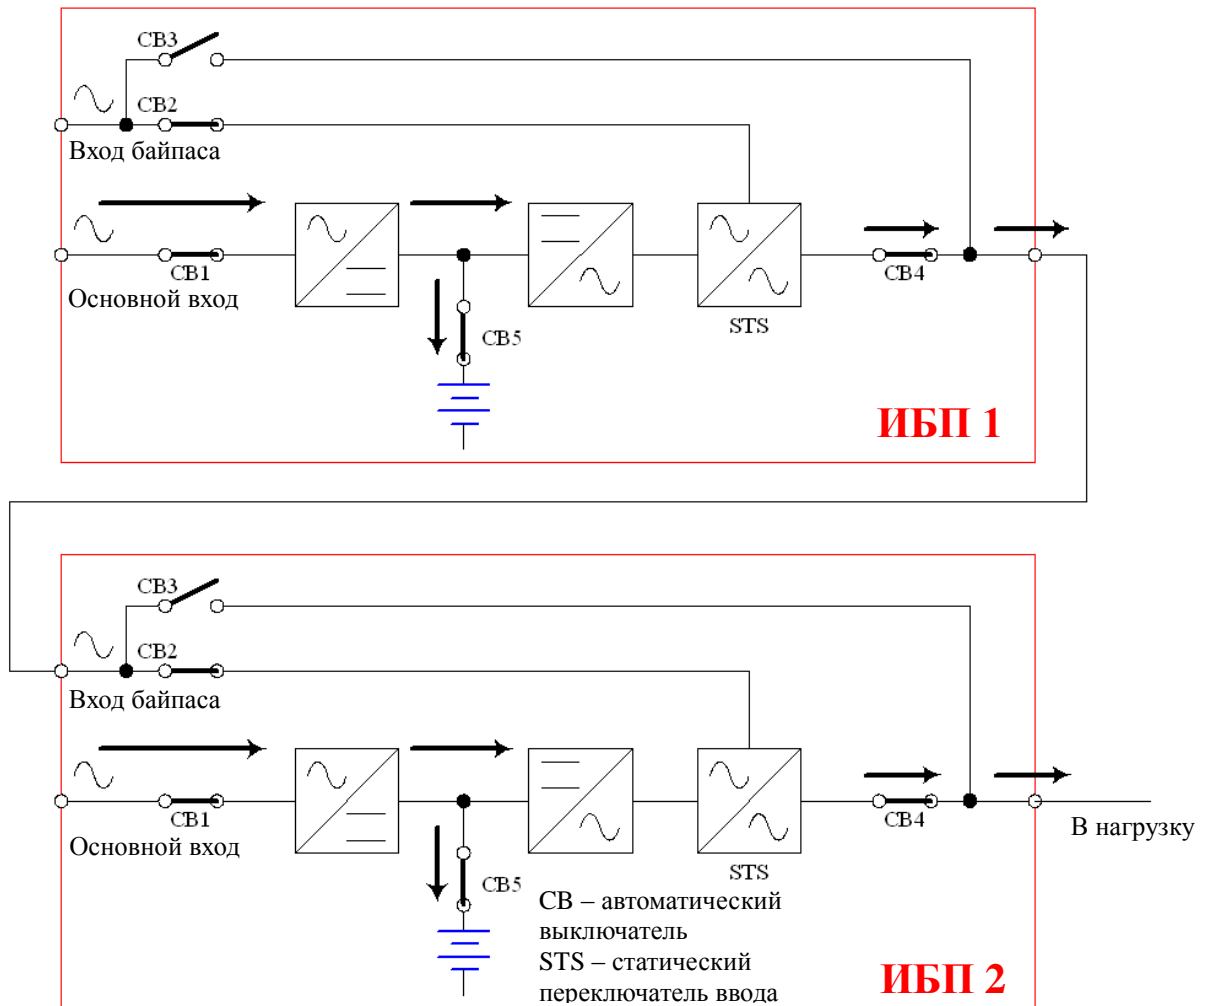 CB3
CB2
Вход байпаса
CB1
Основной вход
CB5
STS
CB4
ИБП 1
CB3
CB2
Вход байпаса
CB1
Основной вход
CB5
STS
CB4
В нагрузку
CB – автоматический
выключатель
STS – статический
переключатель ввода
ИБП 2